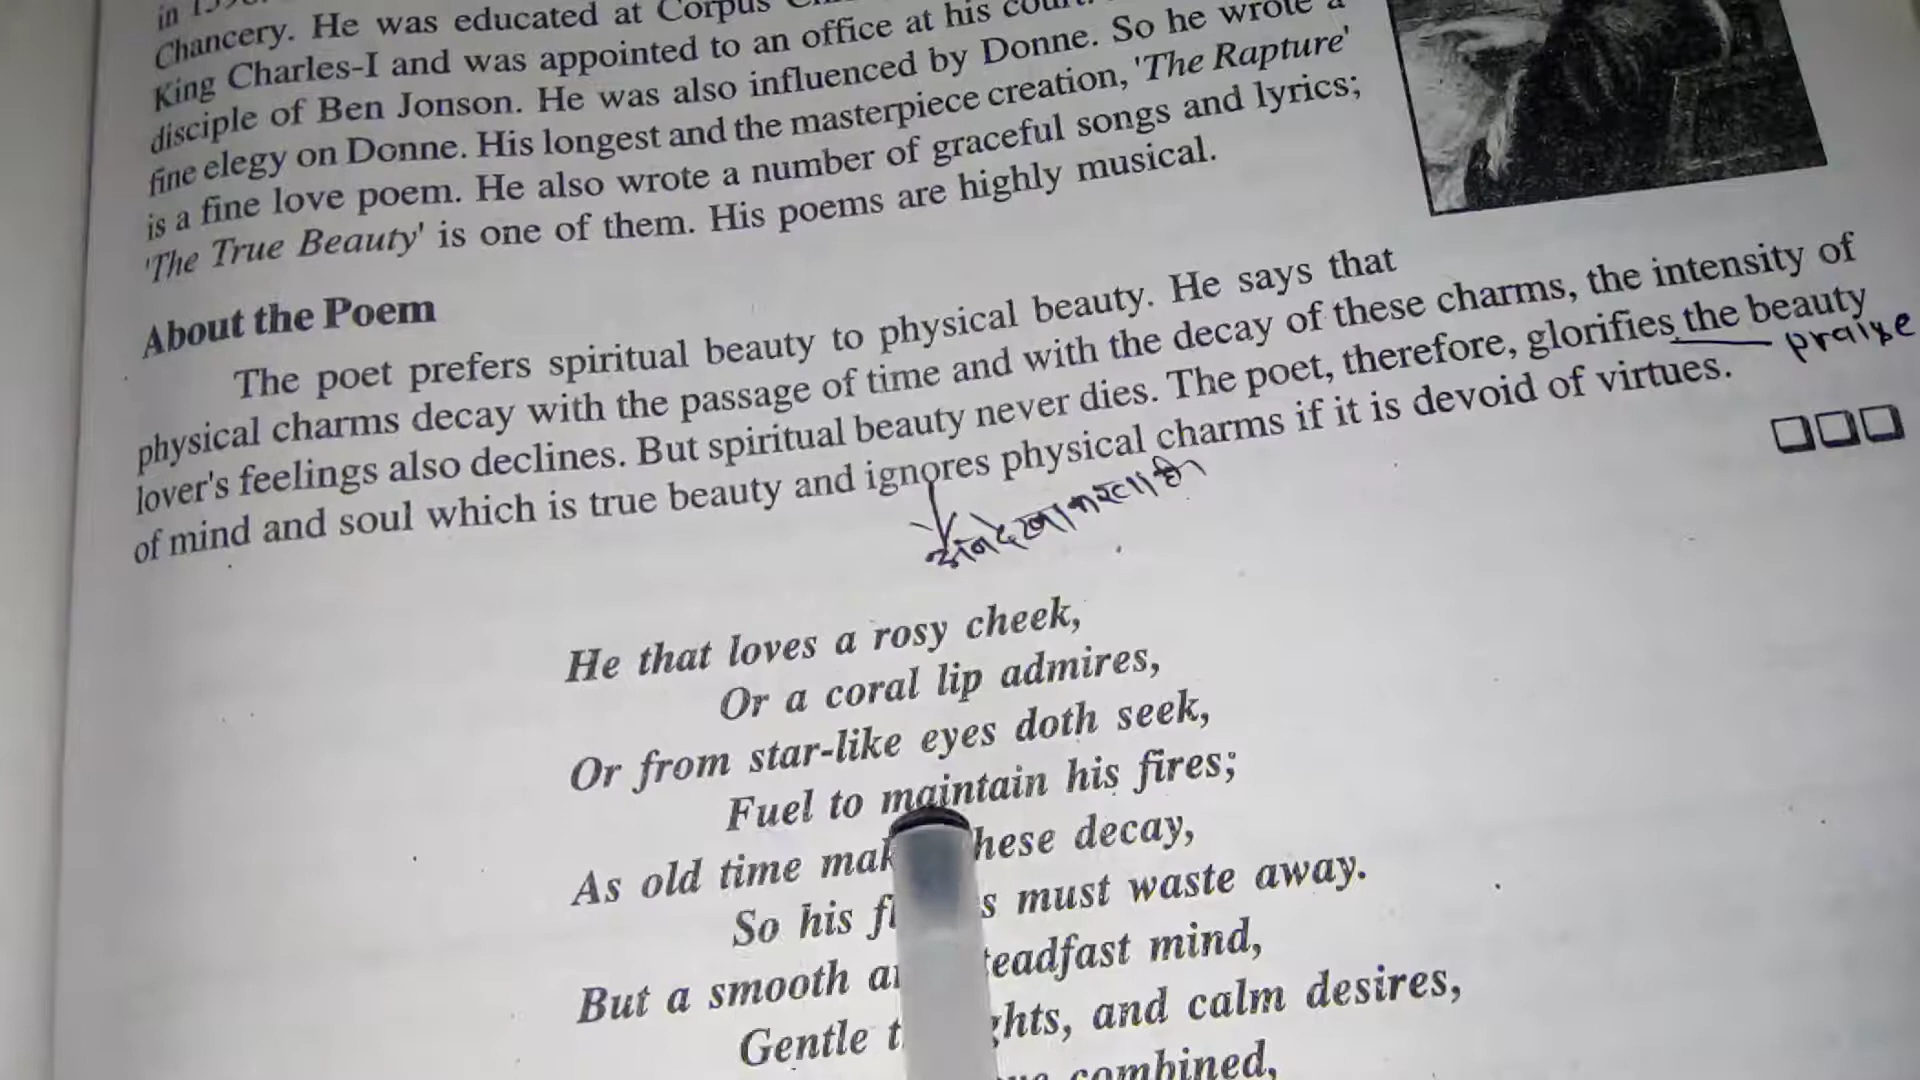 in
Chancery. He was educated at Corpus
King Charles-I and was appointed to an office at his
disciple of Ben Jonson. He was also influenced by Donne. So he wrote a
fine elegy on Donne. His longest and the masterpiece creation, 'The Rapture'
is a fine love poem. He also wrote a number of graceful songs and lyrics;
'The True Beauty' is one of them. His poems are highly musical.
About the Poem
The poet prefers spiritual beauty to physical beauty. He says that
physical charms decay with the passage of time and with the decay of these charms, the intensity of
lover's feelings also declines. But spiritual beauty never dies. The poet, therefore, glorifies the beauty
praise
of mind and soul which is true beauty and ignores physical charms if it is devoid of virtues.
He that loves a rosy cheek,
Or a coral lip admires,
Or from star-like eyes doth seek,
Fuel to maintain his fires;
As old time hese decay,
So his must waste away.
But a smooth teadfast mind,
Gentle ghts, and calm desires,
combined,